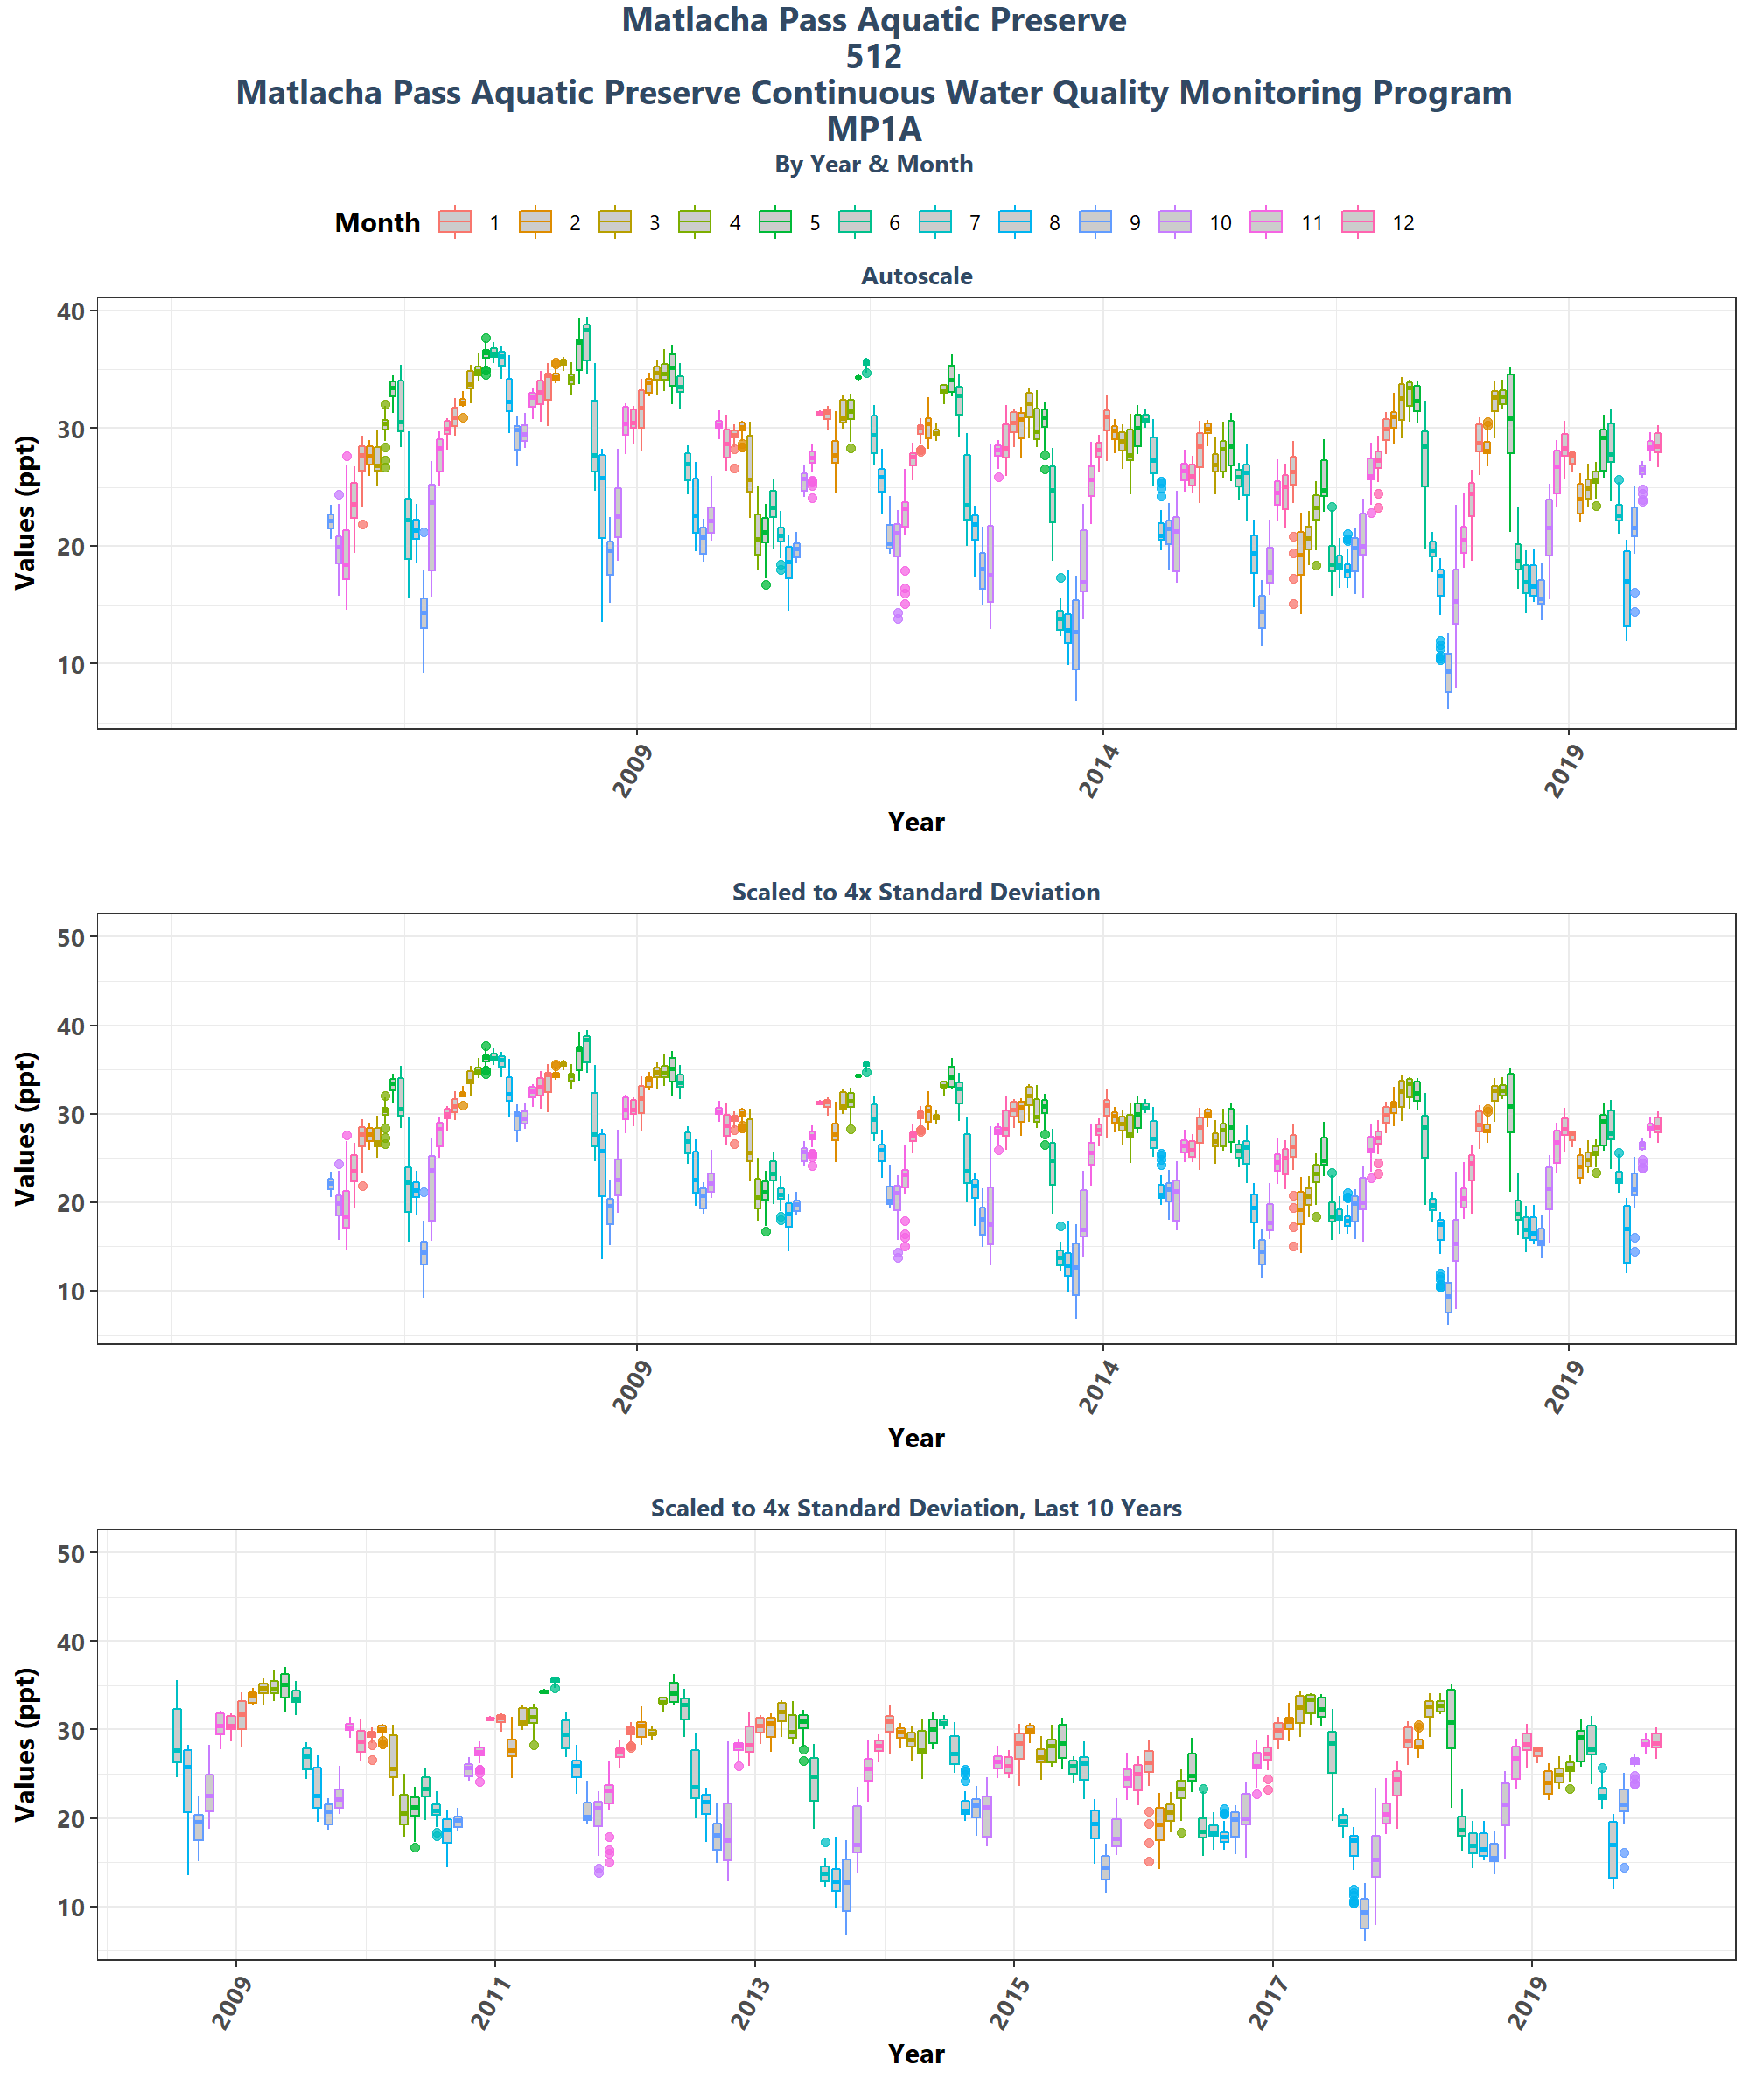 Matlacha Pass Aquatic Preserve
512
Matlacha Pass Aquatic Preserve Continuous Water Quality Monitoring Program
MP1A
By Year & Month
Month 1 2 3 4 5 6 7 8 9 10 11 12
Autoscale
Values (ppt)
40
30
20
10
2009 2014 2019
Year
Scaled to 4x Standard Deviation
Values (ppt)
50
40
30
20
10
2009 2014 2019
Year
Scaled to 4x Standard Deviation, Last 10 Years
Values (ppt)
50
40
30
20
10
2009 2011 2013 2015 2017 2019
Year